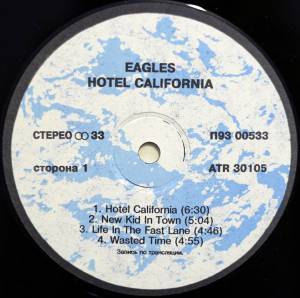 EAGLES
HOTEL CALIFORNIA
СТЕРЕО ꝏ 33
П93 00533
сторона 1
ATR 30105
1. Hotel California (6:30)
2. New Kid In Town (5:00)
3. Life In The Fast Lane (4:46)
4. Wasted Time (4:55)
Запись по трансляции.